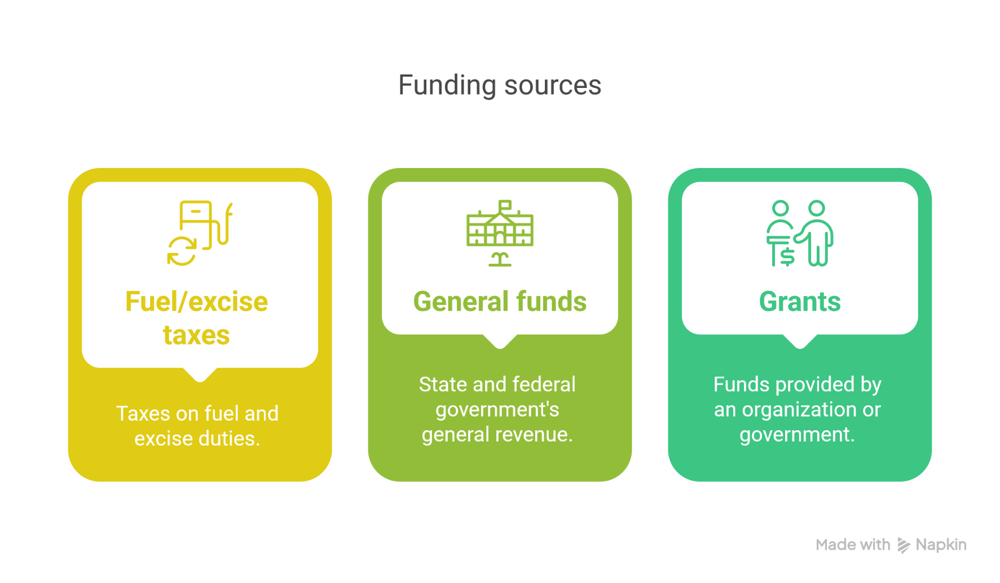 Funding sources
Fuel/excise
taxes
Taxes on fuel and
excise duties.
General funds
State and federal
government's
general revenue.
Grants
Funds provided by
an organization or
government.
Made with Napkin